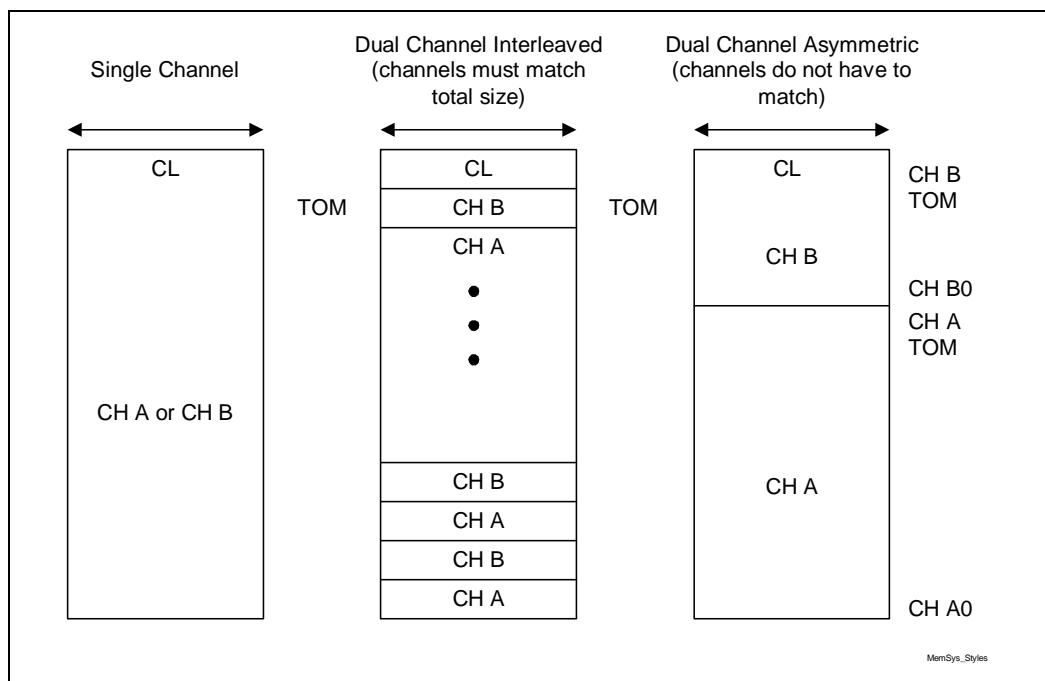 Single Channel
CL
CH A or CH B
TOM
Dual Channel Interleaved
(channels must match
total size)
CL
CH B
CH A
CH B
CH A
CH B
CH A
TOM
Dual Channel Asymmetric
(channels do not have to
match)
CL
CH B
CH A
CH B
TOM
CH B0
CH A
TOM
CH A0
MemSys_Styles